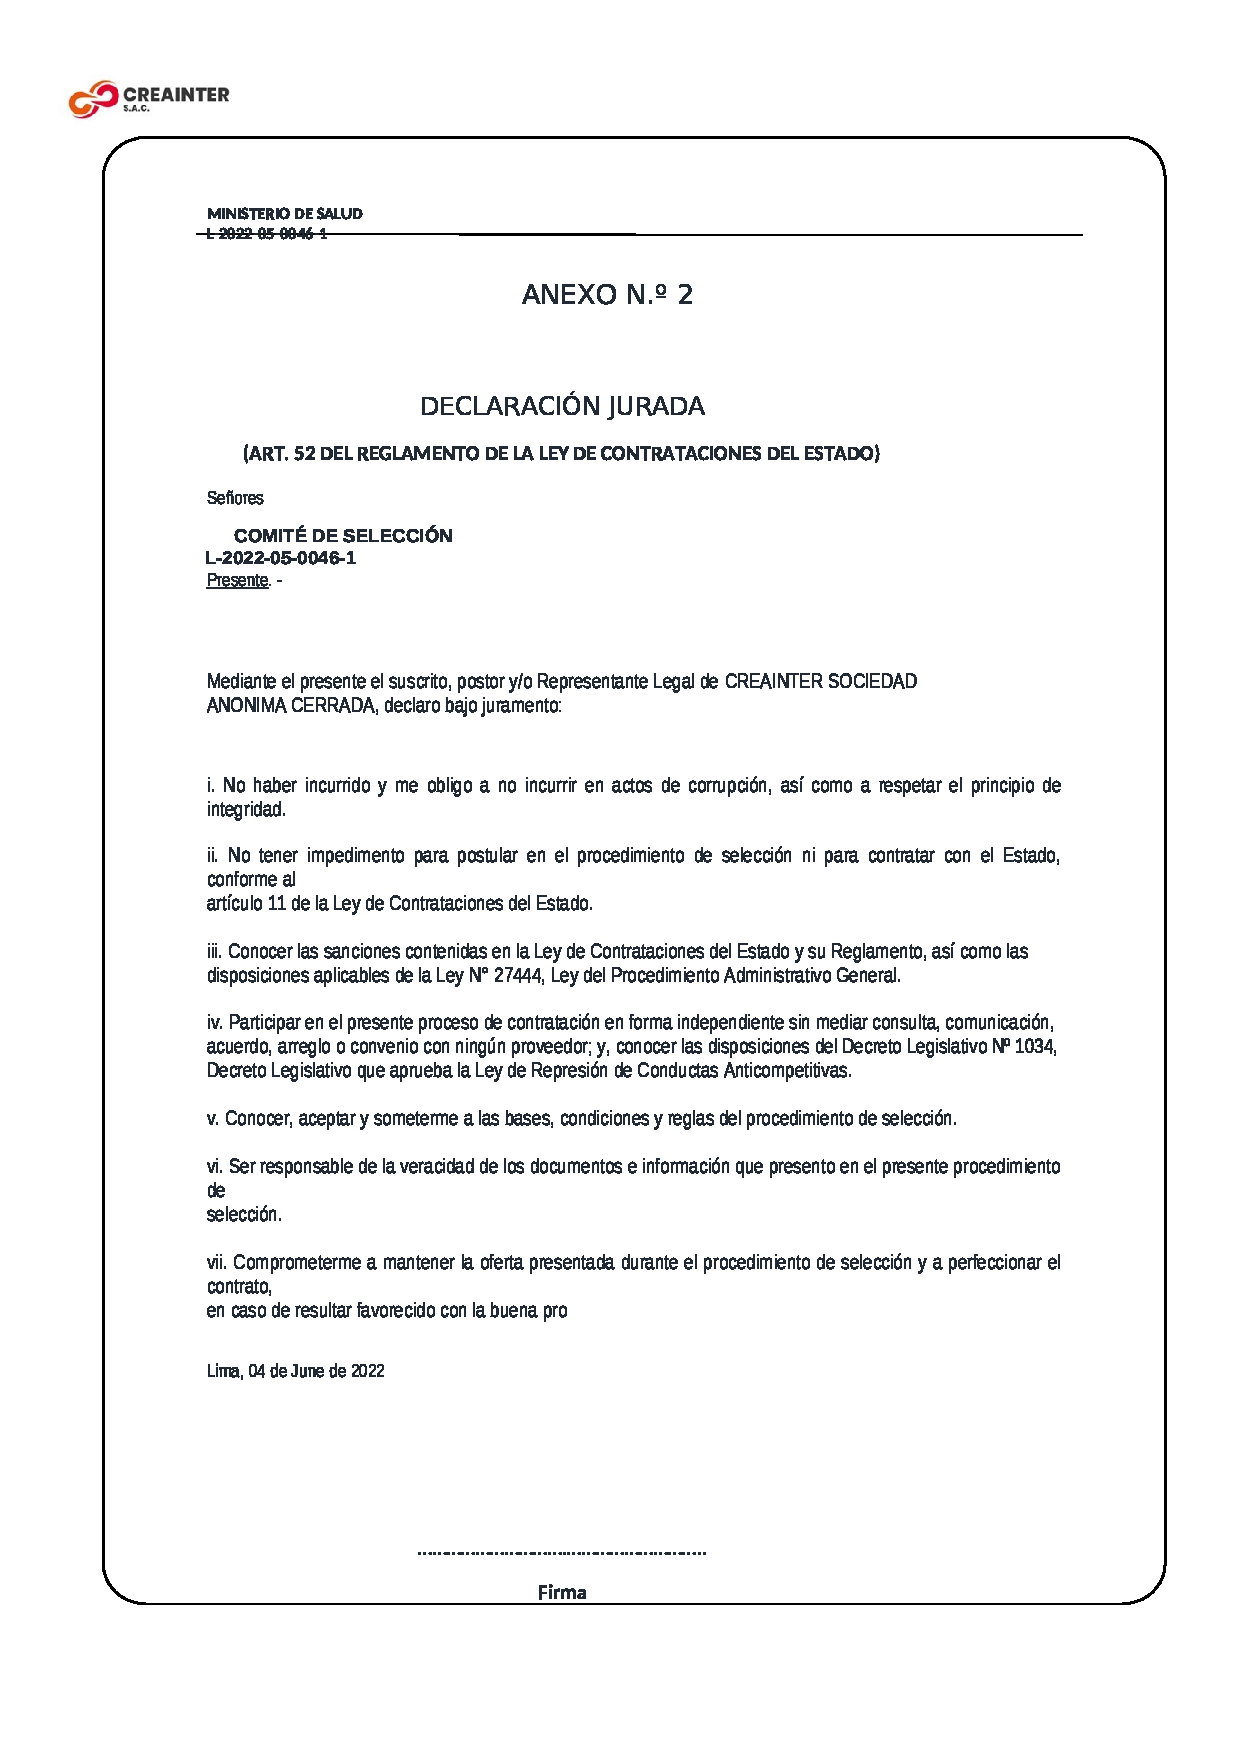 CREAINTER
S.A.C.
MINISTERIO DE SALUD
L-2022-05-0046-1
ANEXO N.º 2
DECLARACIÓN JURADA
(ART. 52 DEL REGLAMENTO DE LA LEY DE CONTRATACIONES DEL ESTADO)
Señores
COMITÉ DE SELECCIÓN
L-2022-05-0046-1
Presente. -
Mediante el presente el suscrito, postor y/o Representante Legal de CREAINTER SOCIEDAD
ANONIMA CERRADA, declaro bajo juramento:
i. No haber incurrido y me obligo a no incurrir en actos de corrupción, así como a respetar el principio de
integridad.
ii. No tener impedimento para postular en el procedimiento de selección ni para contratar con el Estado,
conforme al
artículo 11 de la Ley de Contrataciones del Estado.
iii. Conocer las sanciones contenidas en la Ley de Contrataciones del Estado y su Reglamento, así como las
disposiciones aplicables de la Ley N° 27444, Ley del Procedimiento Administrativo General.
iv. Participar en el presente proceso de contratación en forma independiente sin mediar consulta, comunicación,
acuerdo, arreglo o convenio con ningún proveedor; y, conocer las disposiciones del Decreto Legislativo Nº 1034,
Decreto Legislativo que aprueba la Ley de Represión de Conductas Anticompetitivas.
v. Conocer, aceptar y someterme a las bases, condiciones y reglas del procedimiento de selección.
vi. Ser responsable de la veracidad de los documentos e información que presento en el presente procedimiento
de
selección.
vii. Comprometerme a mantener la oferta presentada durante el procedimiento de selección y a perfeccionar el
contrato,
en caso de resultar favorecido con la buena pro
Lima, 04 de June de 2022
………………………………………………….
Firma